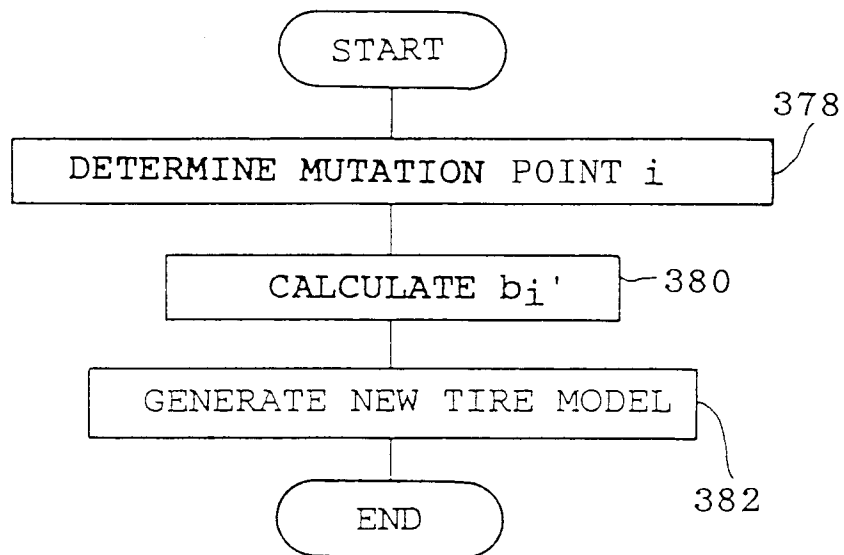 START
378
DETERMINE MUTATION POINT i
CALCULATE bi'
380
GENERATE NEW TIRE MODEL
382
END